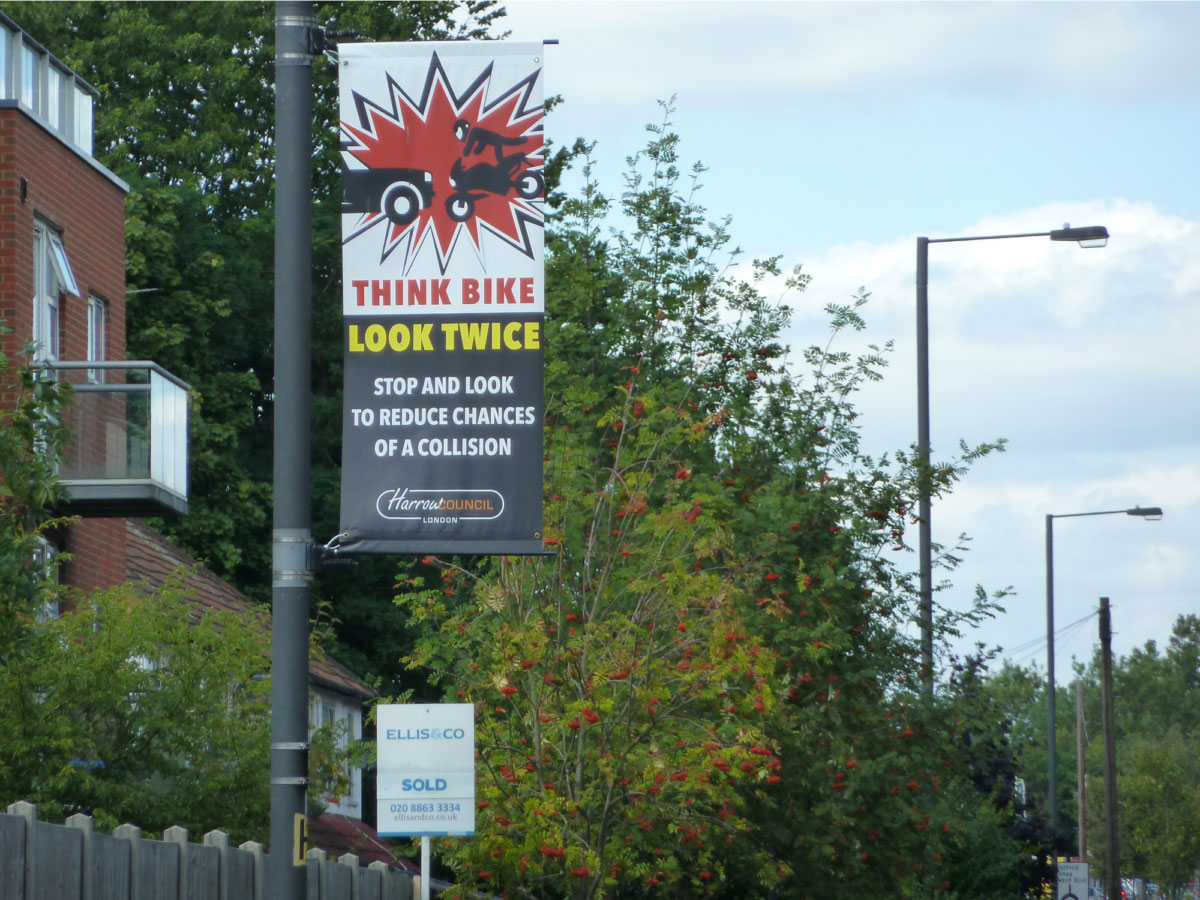 THINK BIKE
LOOK TWICE
STOP AND LOOK
TO REDUCE CHANCES
OF A COLLISION
HarrowCOUNCIL
LONDON
ELLIS&CO
SOLD
020 8863 3334
ellisandco.co.uk
H